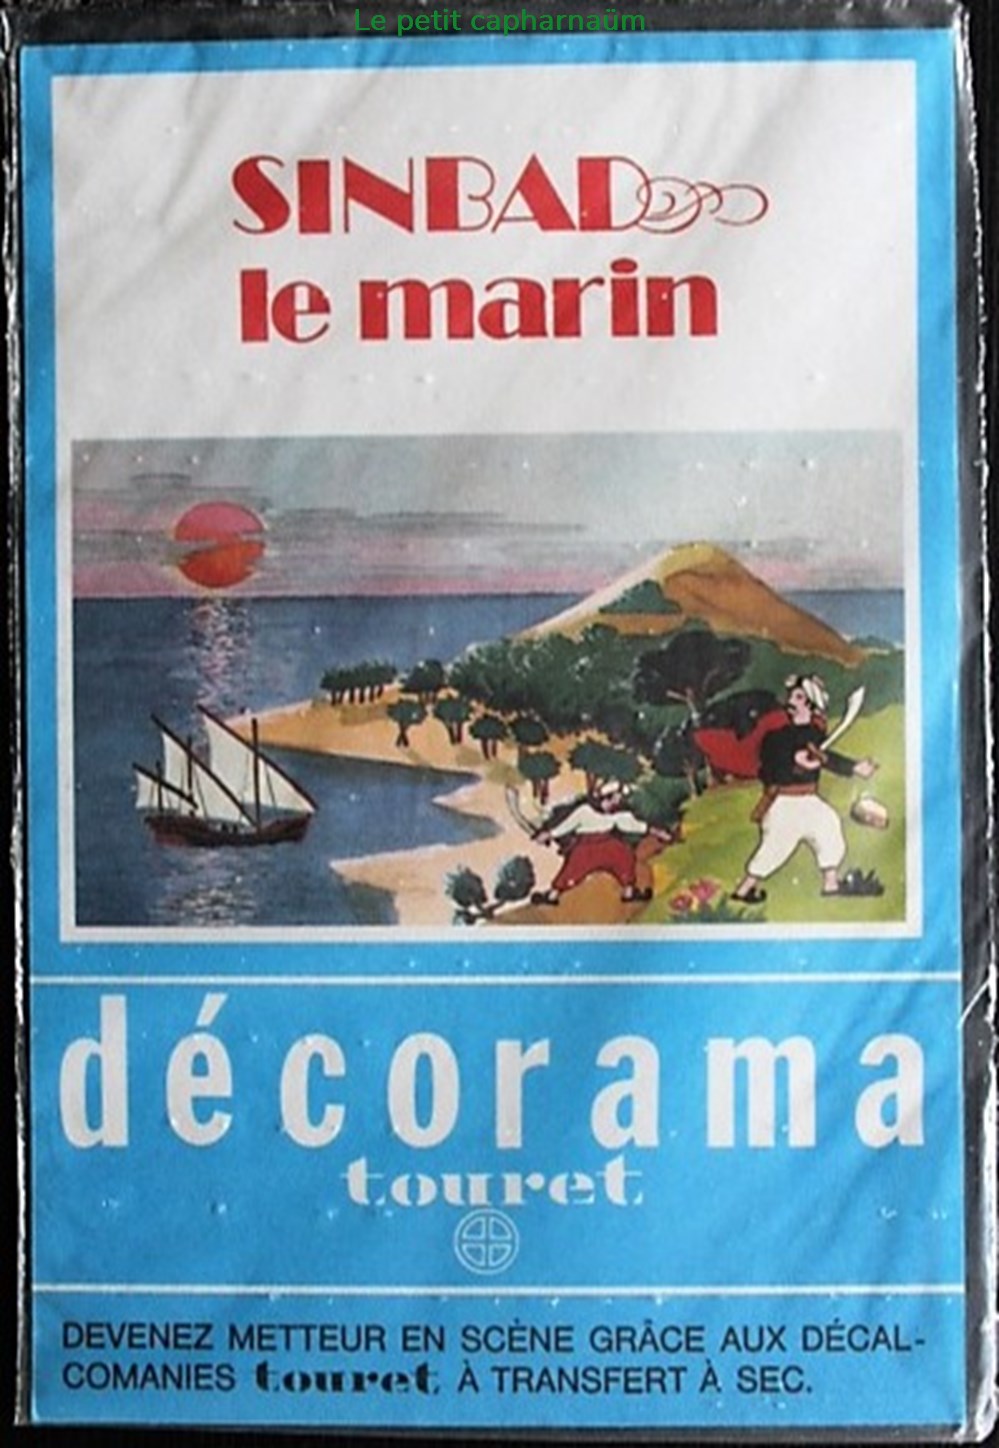 Le petit capharnaüm
SINBAD
le marin
décorama
touret
DEVENEZ METTEUR EN SCÈNE GRÂCE AUX DÉCAL-
COMANIES touret À TRANSFERT À SEC.